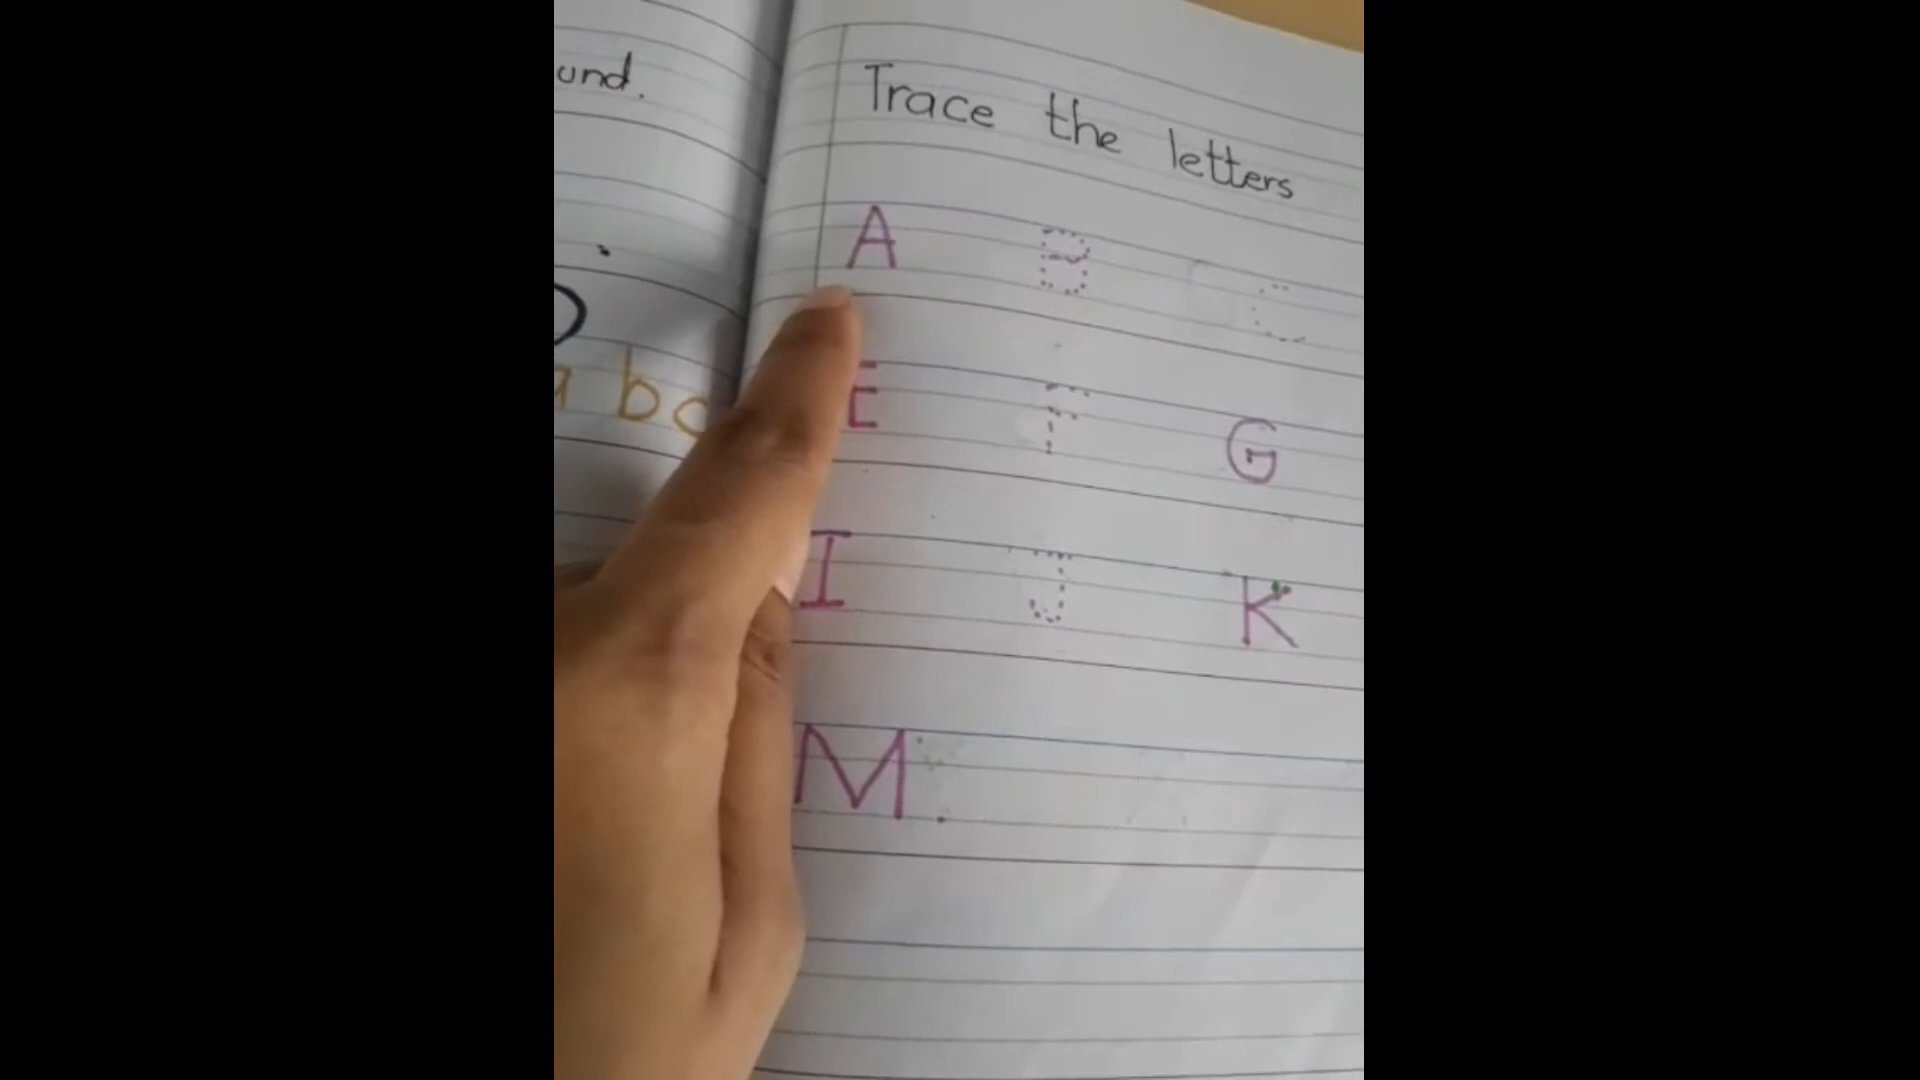 und.
a b c
Trace the letters
A B C
E F G
I J K
M